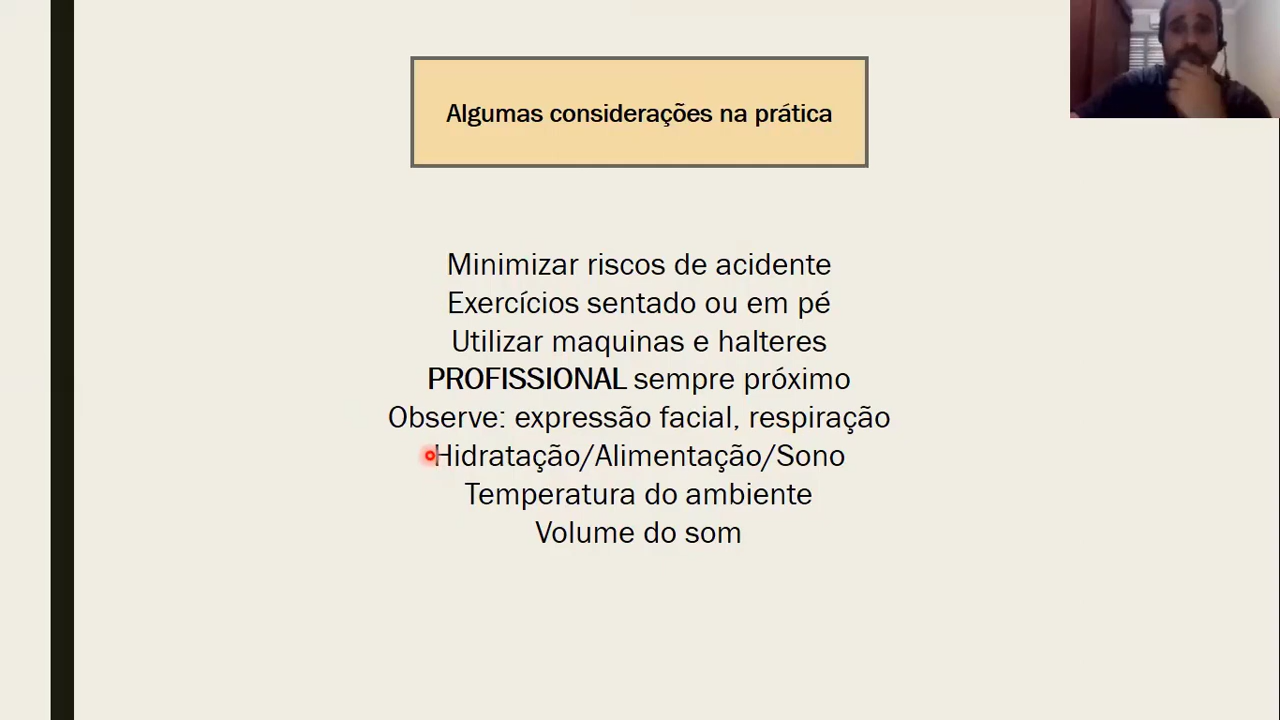 Algumas considerações na prática
Minimizar riscos de acidente
Exercícios sentado ou em pé
Utilizar maquinas e halteres
PROFISSIONAL sempre próximo
Observe: expressão facial, respiração
Hidratação/Alimentação/Sono
Temperatura do ambiente
Volume do som